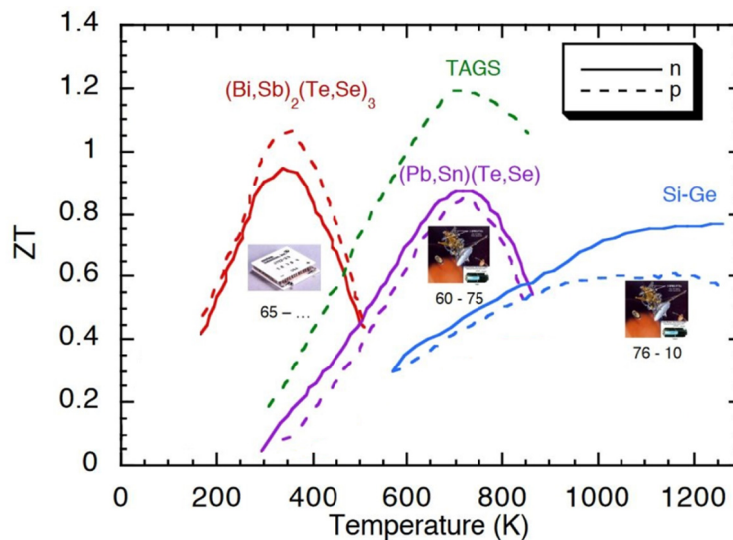 1.4
1.2
1
0.8
0.6
0.4
0.2
0
ZT
(Bi,Sb)₂(Te,Se)₃
TAGS
n
p
(Pb,Sn)(Te,Se)
Si-Ge
65 – ...
60 - 75
76 - 10
0 200 400 600 800 1000 1200
Temperature (K)